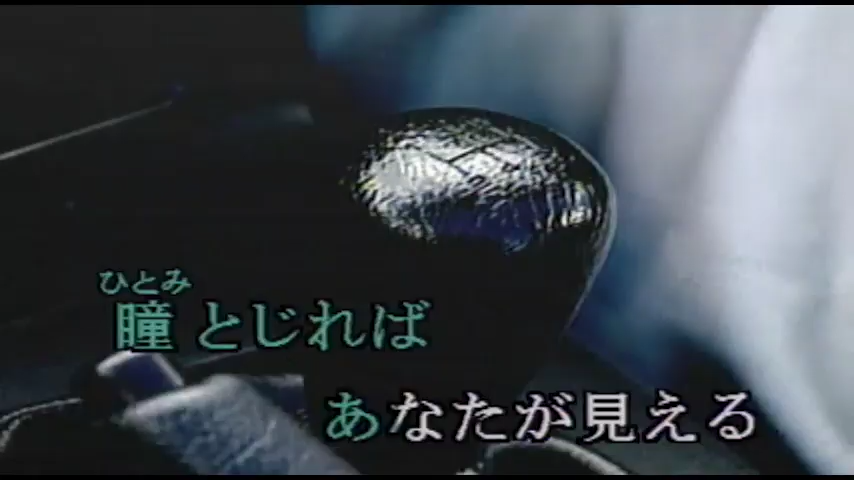 ひとみ
瞳 とじれば
あなたが見える